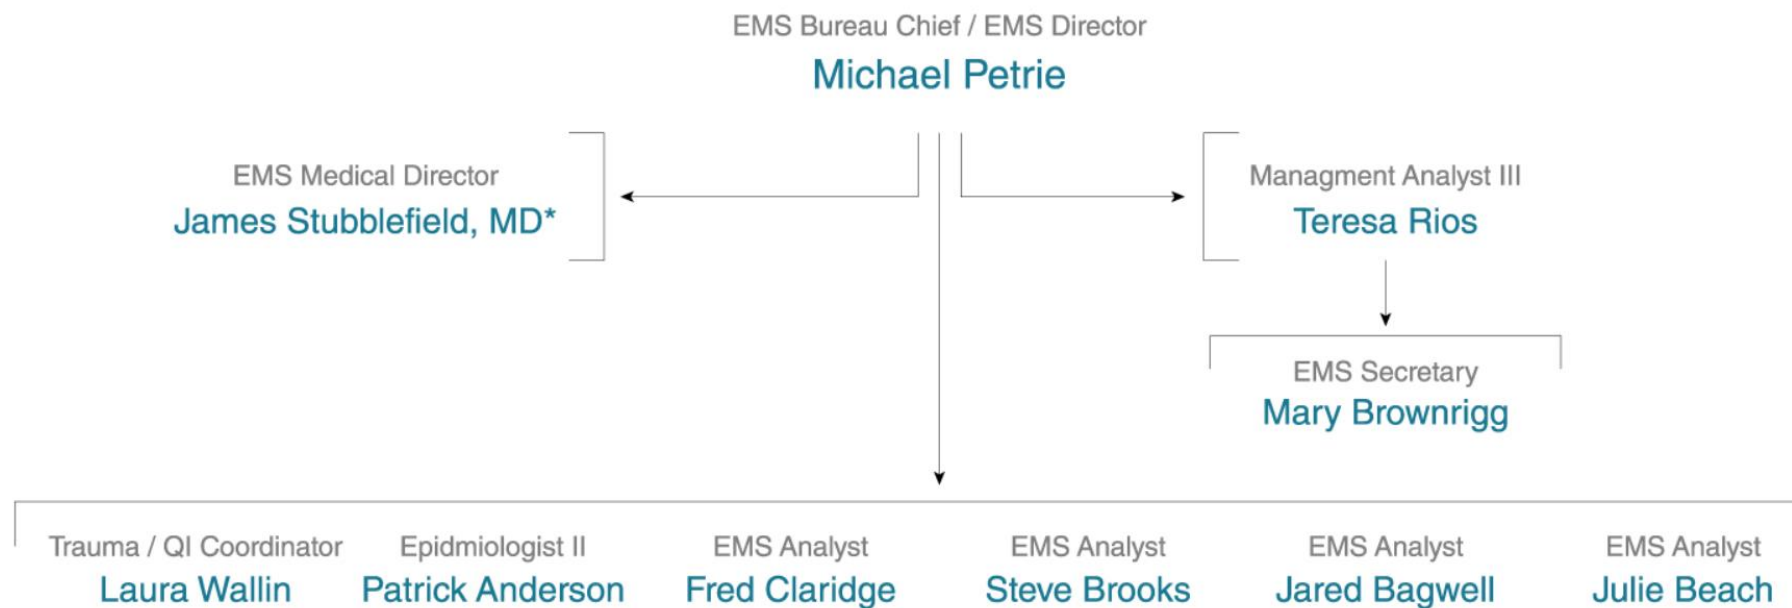 EMS Bureau Chief / EMS Director
Michael Petrie
EMS Medical Director
James Stubblefield, MD*
Managment Analyst III
Teresa Rios
EMS Secretary
Mary Brownrigg
Trauma / QI Coordinator
Laura Wallin
Epidmiologist II
Patrick Anderson
EMS Analyst
Fred Claridge
EMS Analyst
Steve Brooks
EMS Analyst
Jared Bagwell
EMS Analyst
Julie Beach